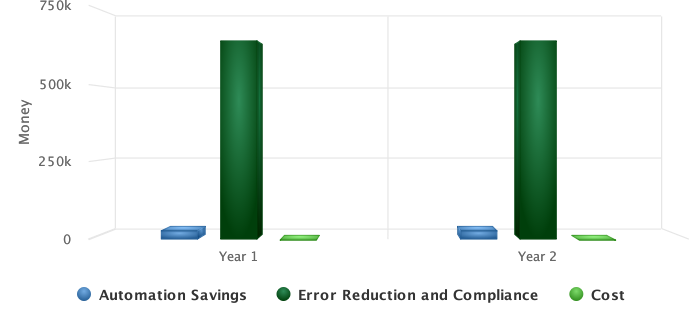 750k
500k
250k
0
Money
Year 1
Year 2
Automation Savings
Error Reduction and Compliance
Cost